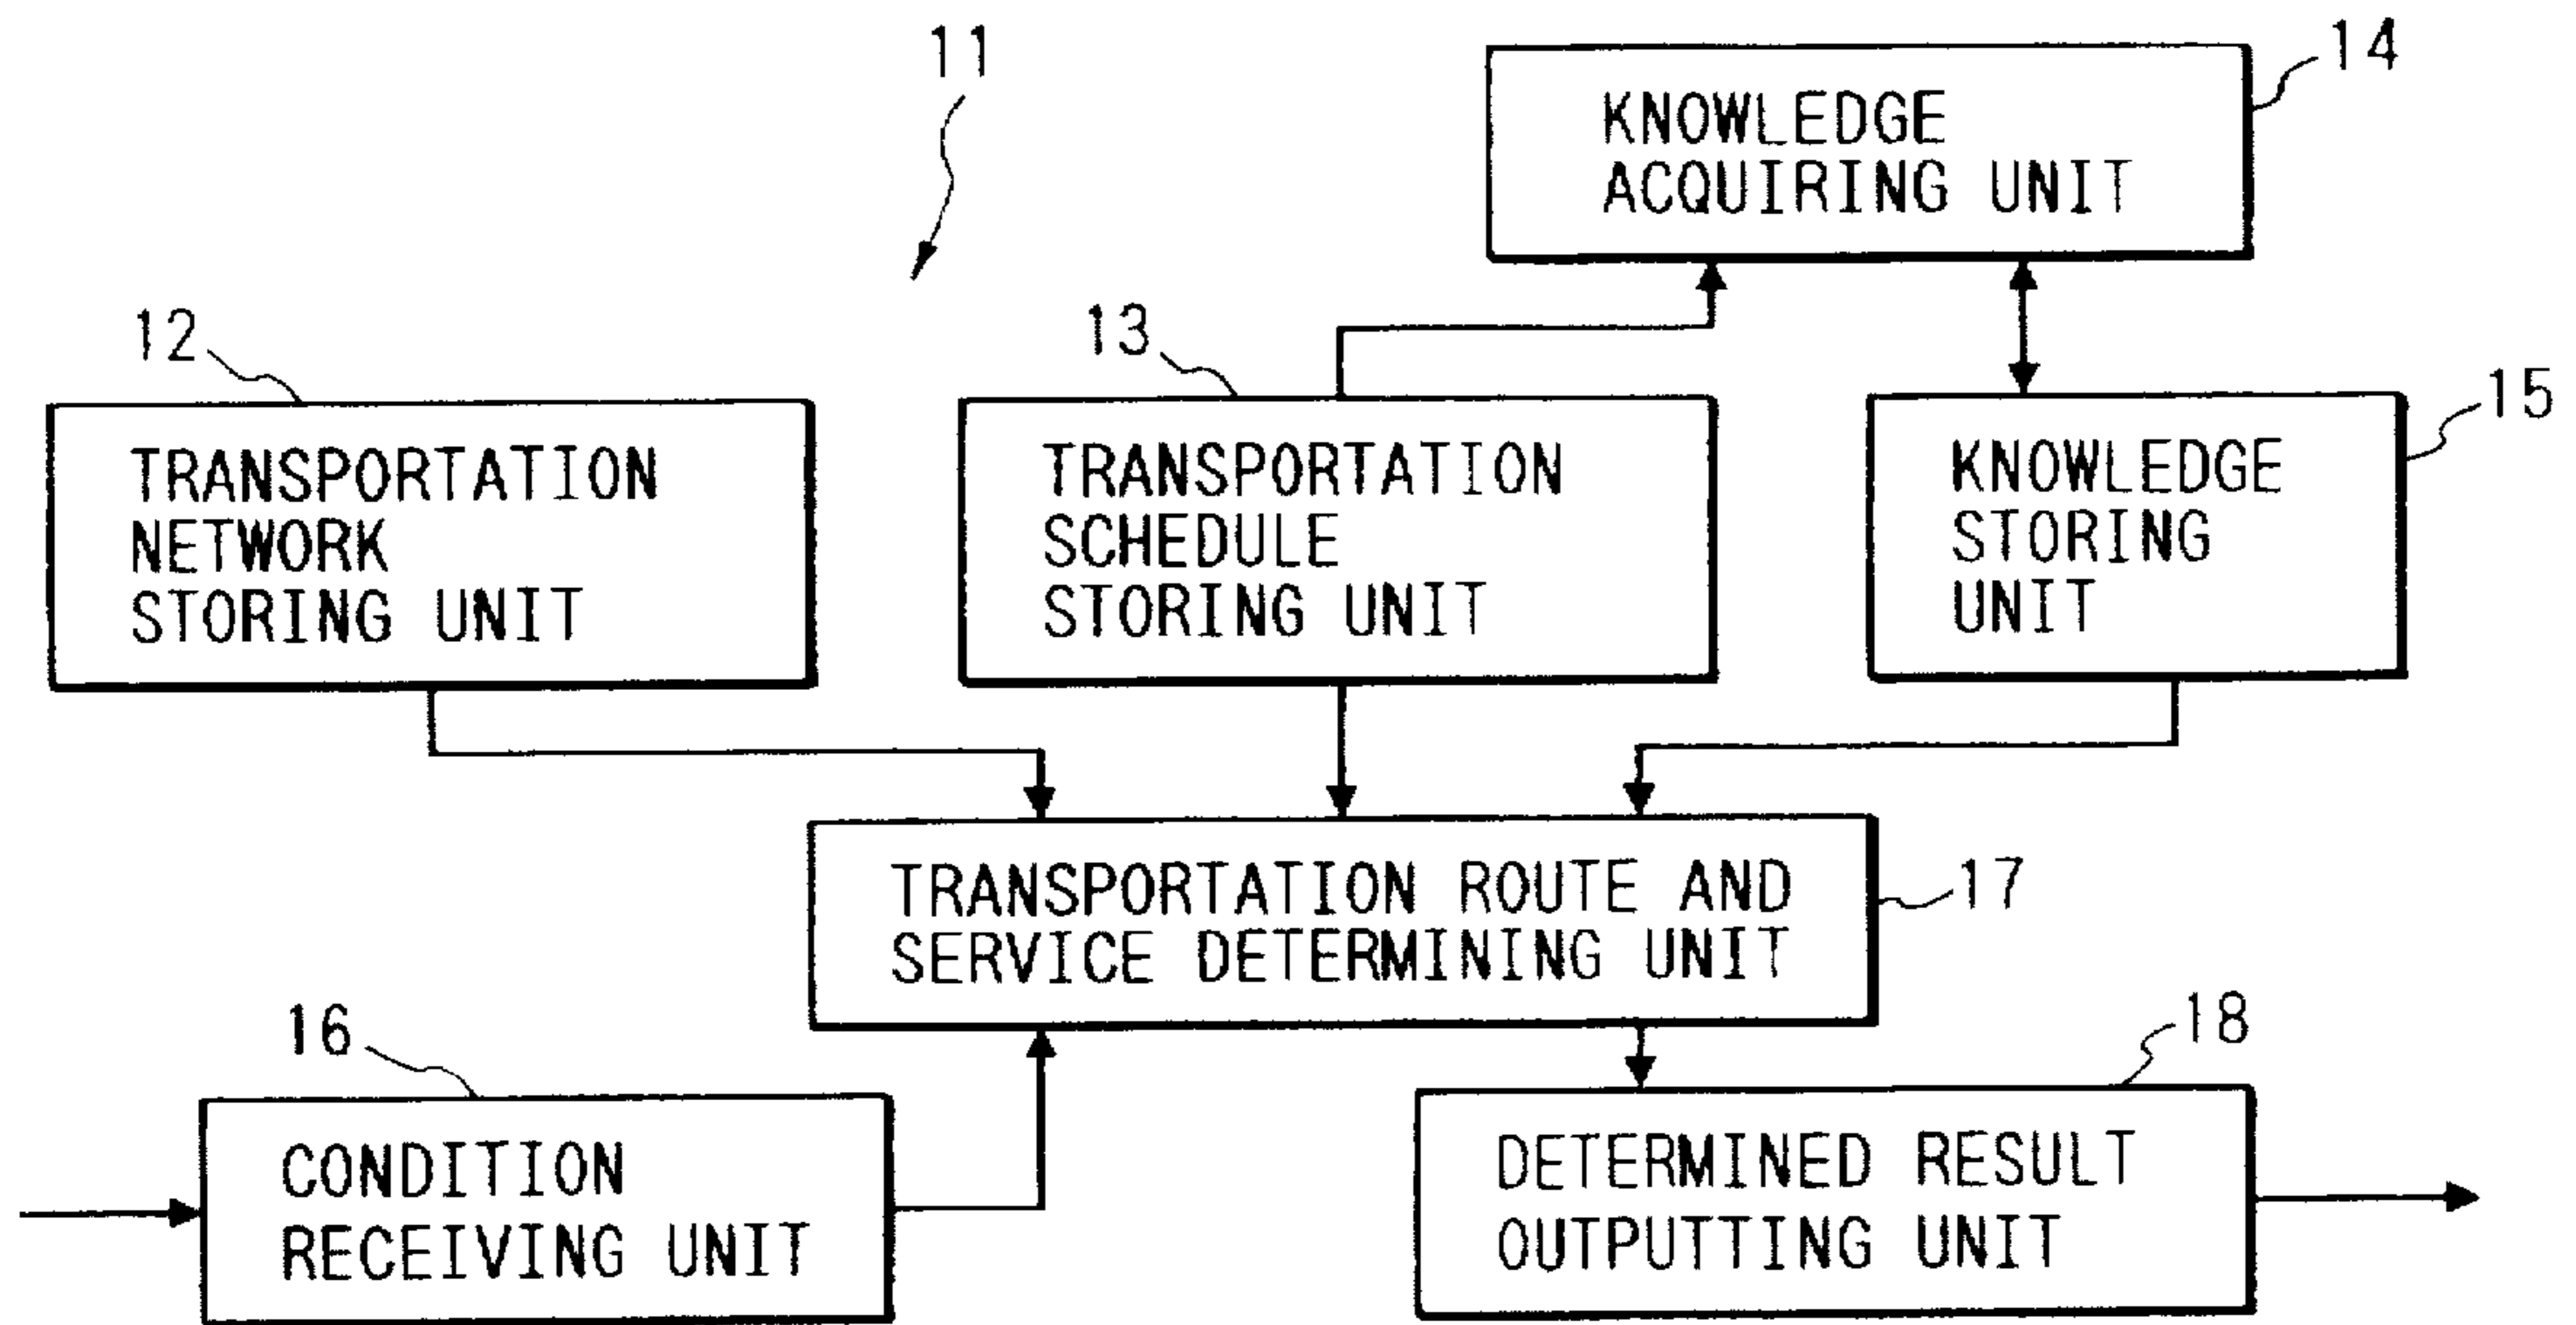 11
14
KNOWLEDGE
ACQUIRING UNIT
12
13
15
TRANSPORTATION
NETWORK
STORING UNIT
TRANSPORTATION
SCHEDULE
STORING UNIT
KNOWLEDGE
STORING
UNIT
TRANSPORTATION ROUTE AND
SERVICE DETERMINING UNIT
17
16
18
CONDITION
RECEIVING UNIT
DETERMINED RESULT
OUTPUTTING UNIT